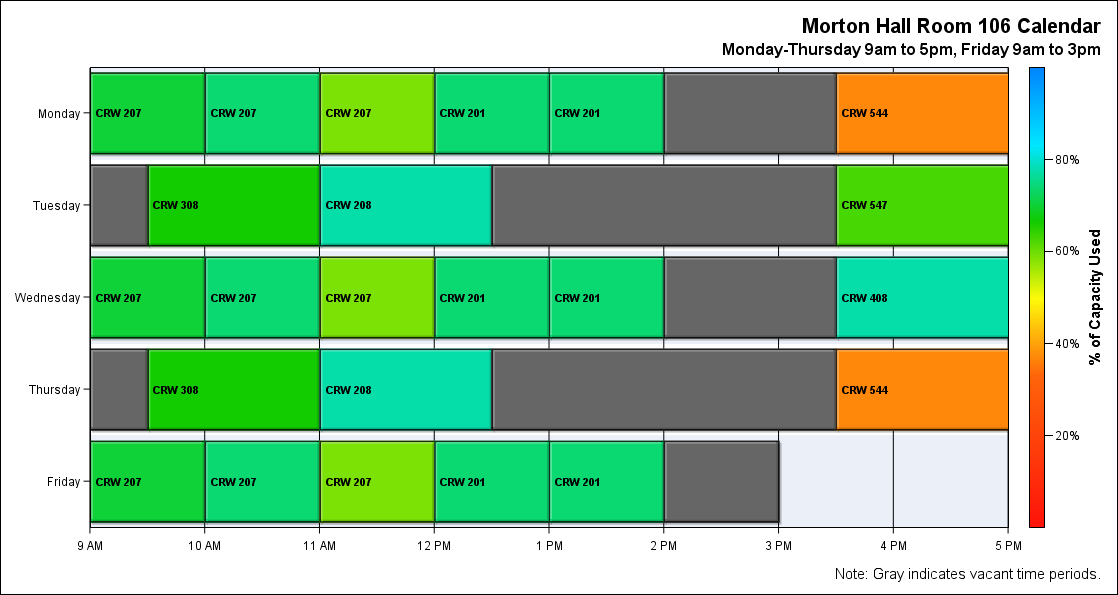 Morton Hall Room 106 Calendar
Monday-Thursday 9am to 5pm, Friday 9am to 3pm
Monday CRW 207 CRW 207 CRW 207 CRW 201 CRW 201 CRW 544
Tuesday CRW 308 CRW 208 CRW 547
Wednesday CRW 207 CRW 207 CRW 207 CRW 201 CRW 201 CRW 408
Thursday CRW 308 CRW 208 CRW 544
Friday CRW 207 CRW 207 CRW 207 CRW 201 CRW 201
9 AM 10 AM 11 AM 12 PM 1 PM 2 PM 3 PM 4 PM 5 PM
80%
60%
40%
20%
% of Capacity Used
Note: Gray indicates vacant time periods.